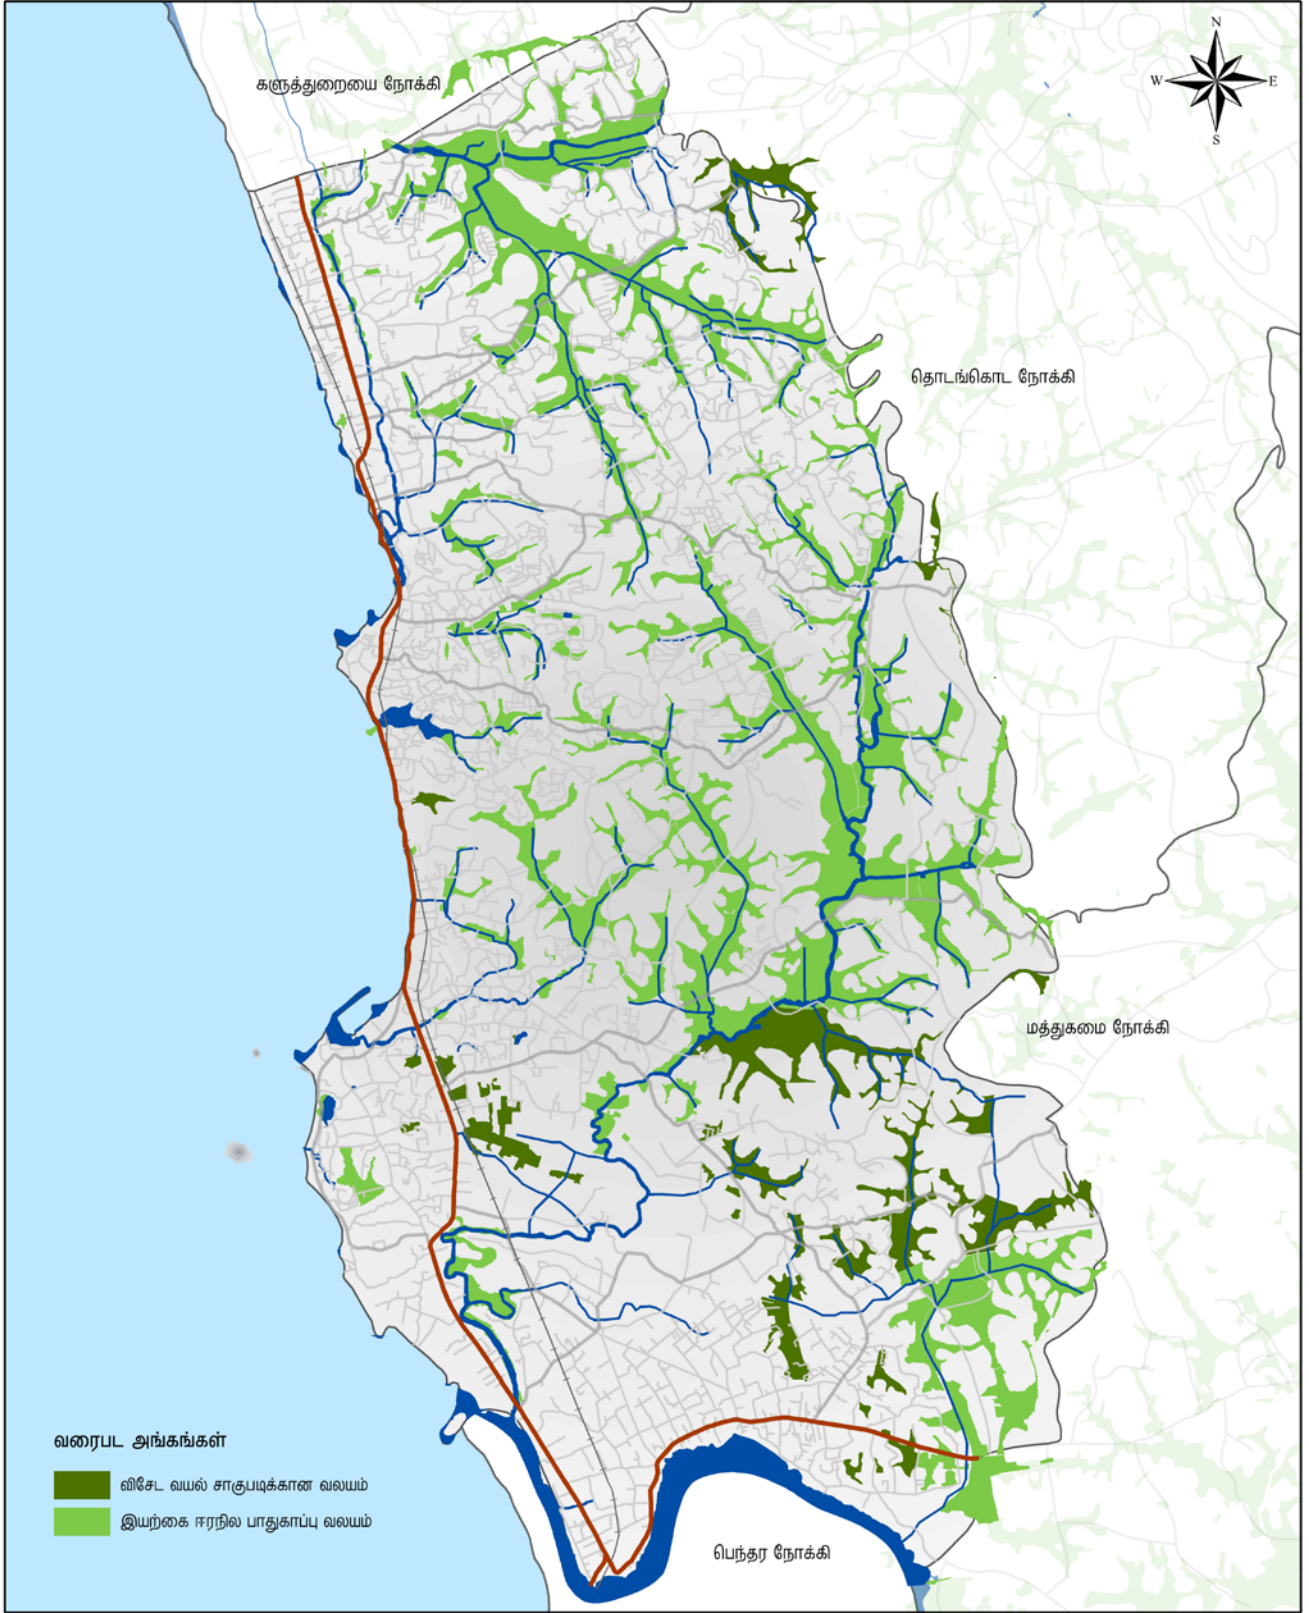 N
W
E
S
களுத்துறையை நோக்கி
தொடங்கொட நோக்கி
மத்துகமை நோக்கி
வரைபட அங்கங்கள்
விசேட வயல் சாகுபடிக்கான வலயம்
இயற்கை ஈரநில பாதுகாப்பு வலயம்
பெந்தர நோக்கி